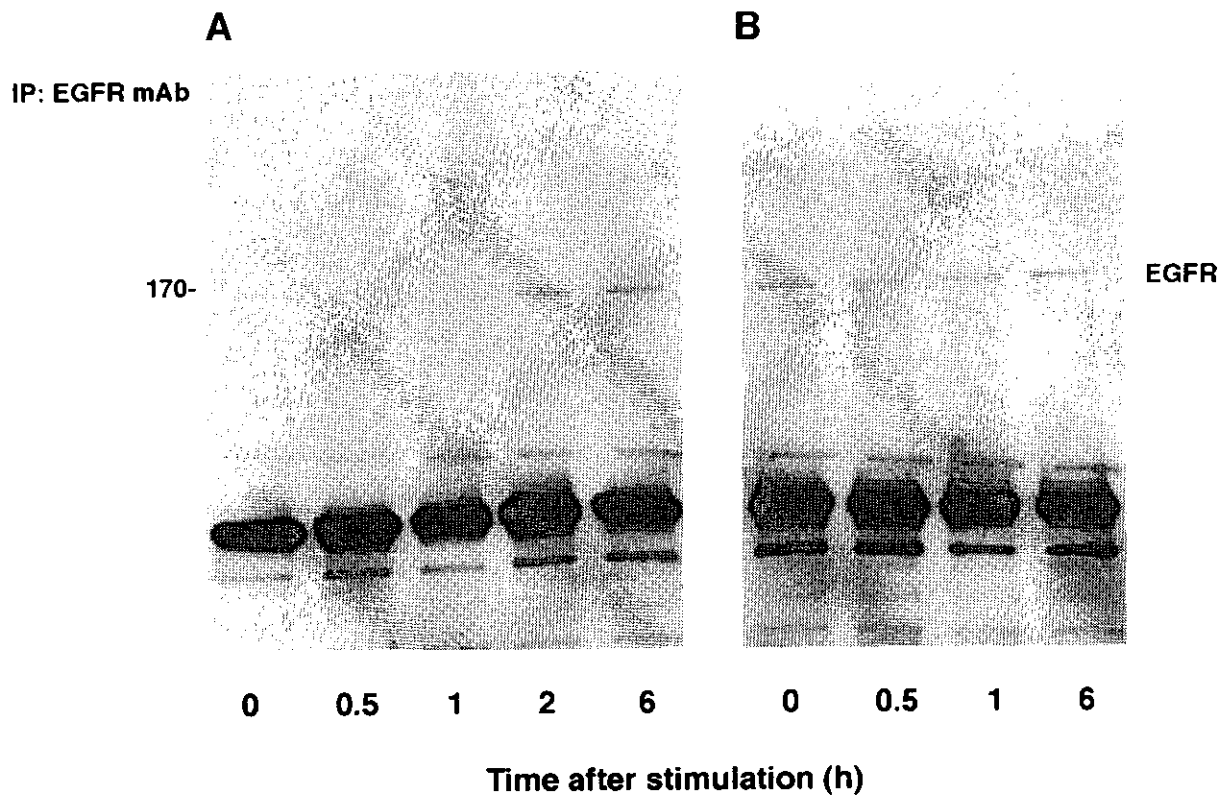 A
B
IP: EGFR mAb
170-
EGFR
0 0.5 1 2 6
0 0.5 1 6
Time after stimulation (h)